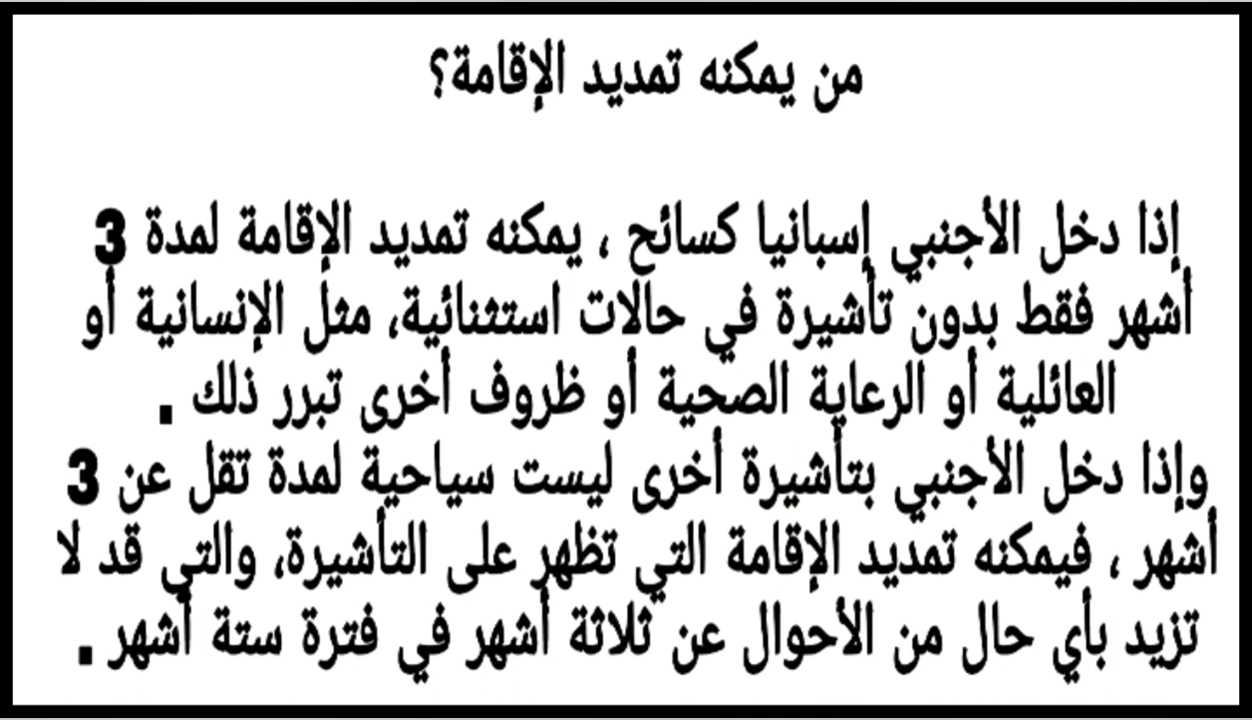 من يمكنه تمديد الإقامة؟
إذا دخل الأجنبي إسبانيا كسائح ، يمكنه تمديد الإقامة لمدة 3
أشهر فقط بدون تأشيرة في حالات استثنائية، مثل الإنسانية أو
العائلية أو الرعاية الصحية أو ظروف أخرى تبرر ذلك .
وإذا دخل الأجنبي بتأشيرة أخرى ليست سياحية لمدة تقل عن 3
أشهر ، فيمكنه تمديد الإقامة التي تظهر على التأشيرة، والتي قد لا
تزيد بأي حال من الأحوال عن ثلاثة أشهر في فترة ستة أشهر .